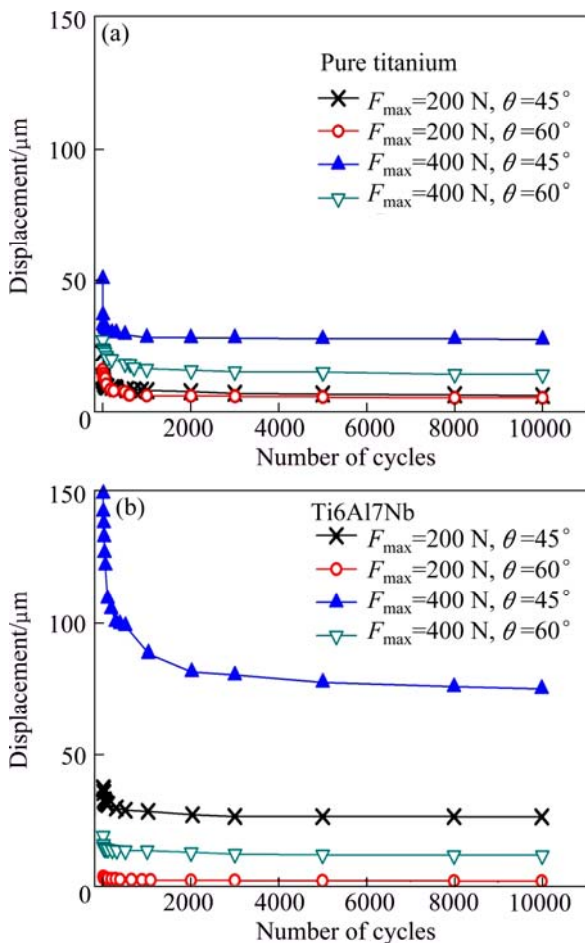 150
(a)
Pure titanium
Fmax=200 N, θ=45°
Fmax=200 N, θ=60°
100
Fmax=400 N, θ=45°
Fmax=400 N, θ=60°
Displacement/μm
50
0
2000 4000 6000 8000 10000
Number of cycles
150
(b)
Ti6Al7Nb
Fmax=200 N, θ=45°
Fmax=200 N, θ=60°
Fmax=400 N, θ=45°
100
Fmax=400 N, θ=60°
Displacement/μm
50
0
2000 4000 6000 8000 10000
Number of cycles